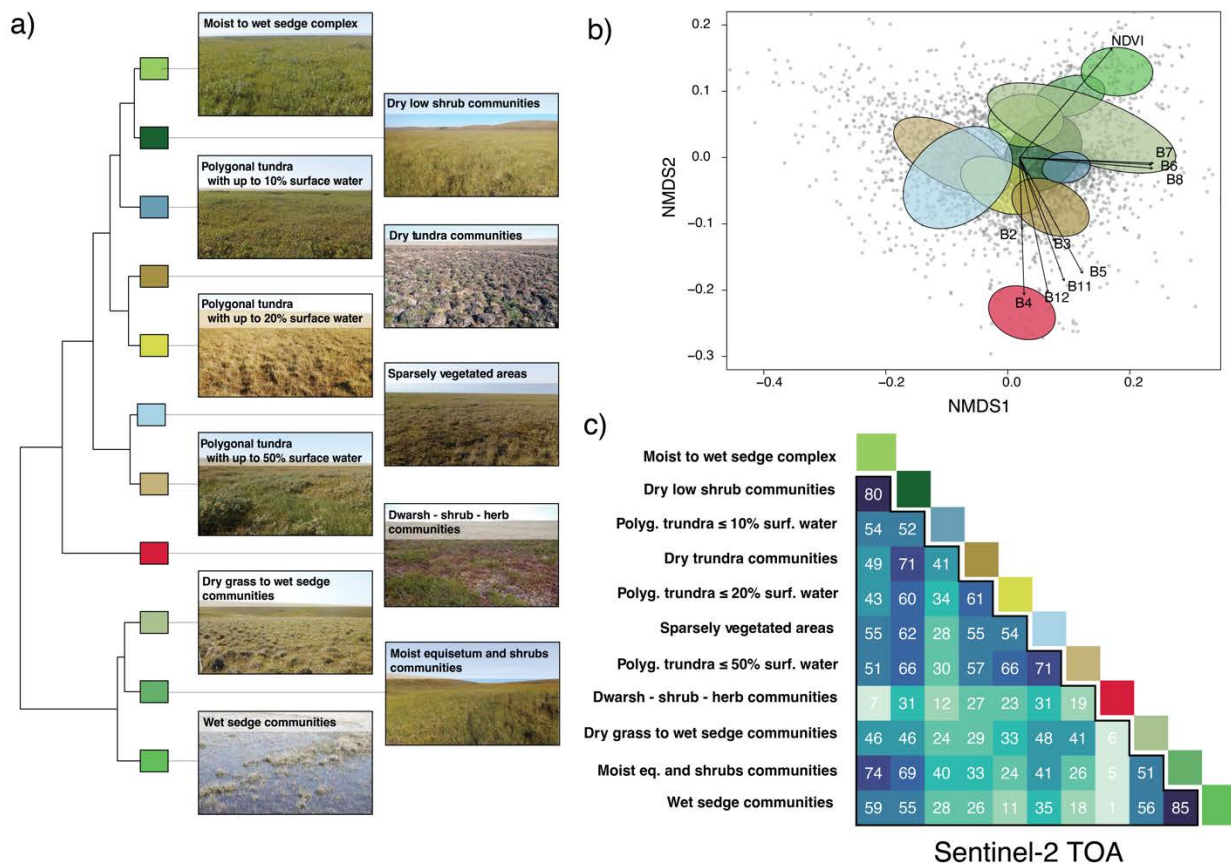 a)
Moist to wet sedge complex
Dry low shrub communities
Polygonal tundra
with up to 10% surface water
Dry tundra communities
Polygonal tundra
with up to 20% surface water
Sparsely vegetated areas
Polygonal tundra
with up to 50% surface water
Dwarsh - shrub - herb
communities
Dry grass to wet sedge
communities
Moist equisetum and shrubs
communities
Wet sedge communities
b)
0.2
0.1
0.0
−0.1
−0.2
−0.3
NMDS2
NDVI
B7
B6
B8
B2
B3
B5
B11
B12
B4
−0.4
−0.2
0.0
0.2
NMDS1
c)
Moist to wet sedge complex
Dry low shrub communities
80
Polyg. trundra ≤ 10% surf. water
54 52
Dry trundra communities
49 71 41
Polyg. trundra ≤ 20% surf. water
43 60 34 61
Sparsely vegetated areas
55 62 28 55 54
Polyg. trundra ≤ 50% surf. water
51 66 30 57 66 71
Dwarsh - shrub - herb communities
7 31 12 27 23 31 19
Dry grass to wet sedge communities
46 46 24 29 33 48 41 6
Moist eq. and shrubs communities
74 69 40 33 24 41 26 5 51
Wet sedge communities
59 55 28 26 11 35 18 1 56 85
Sentinel-2 TOA